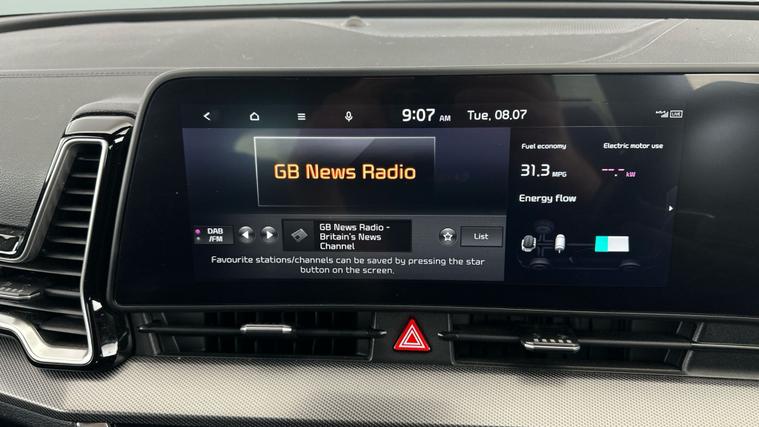 9:07 AM
Tue, 08.07
LIVE
GB News Radio
DAB
/FM
GB News Radio -
Britain's News
Channel
List
Favourite stations/channels can be saved by pressing the star
button on the screen.
Fuel economy
Electric motor use
31.3 MPG
--.- kW
Energy flow